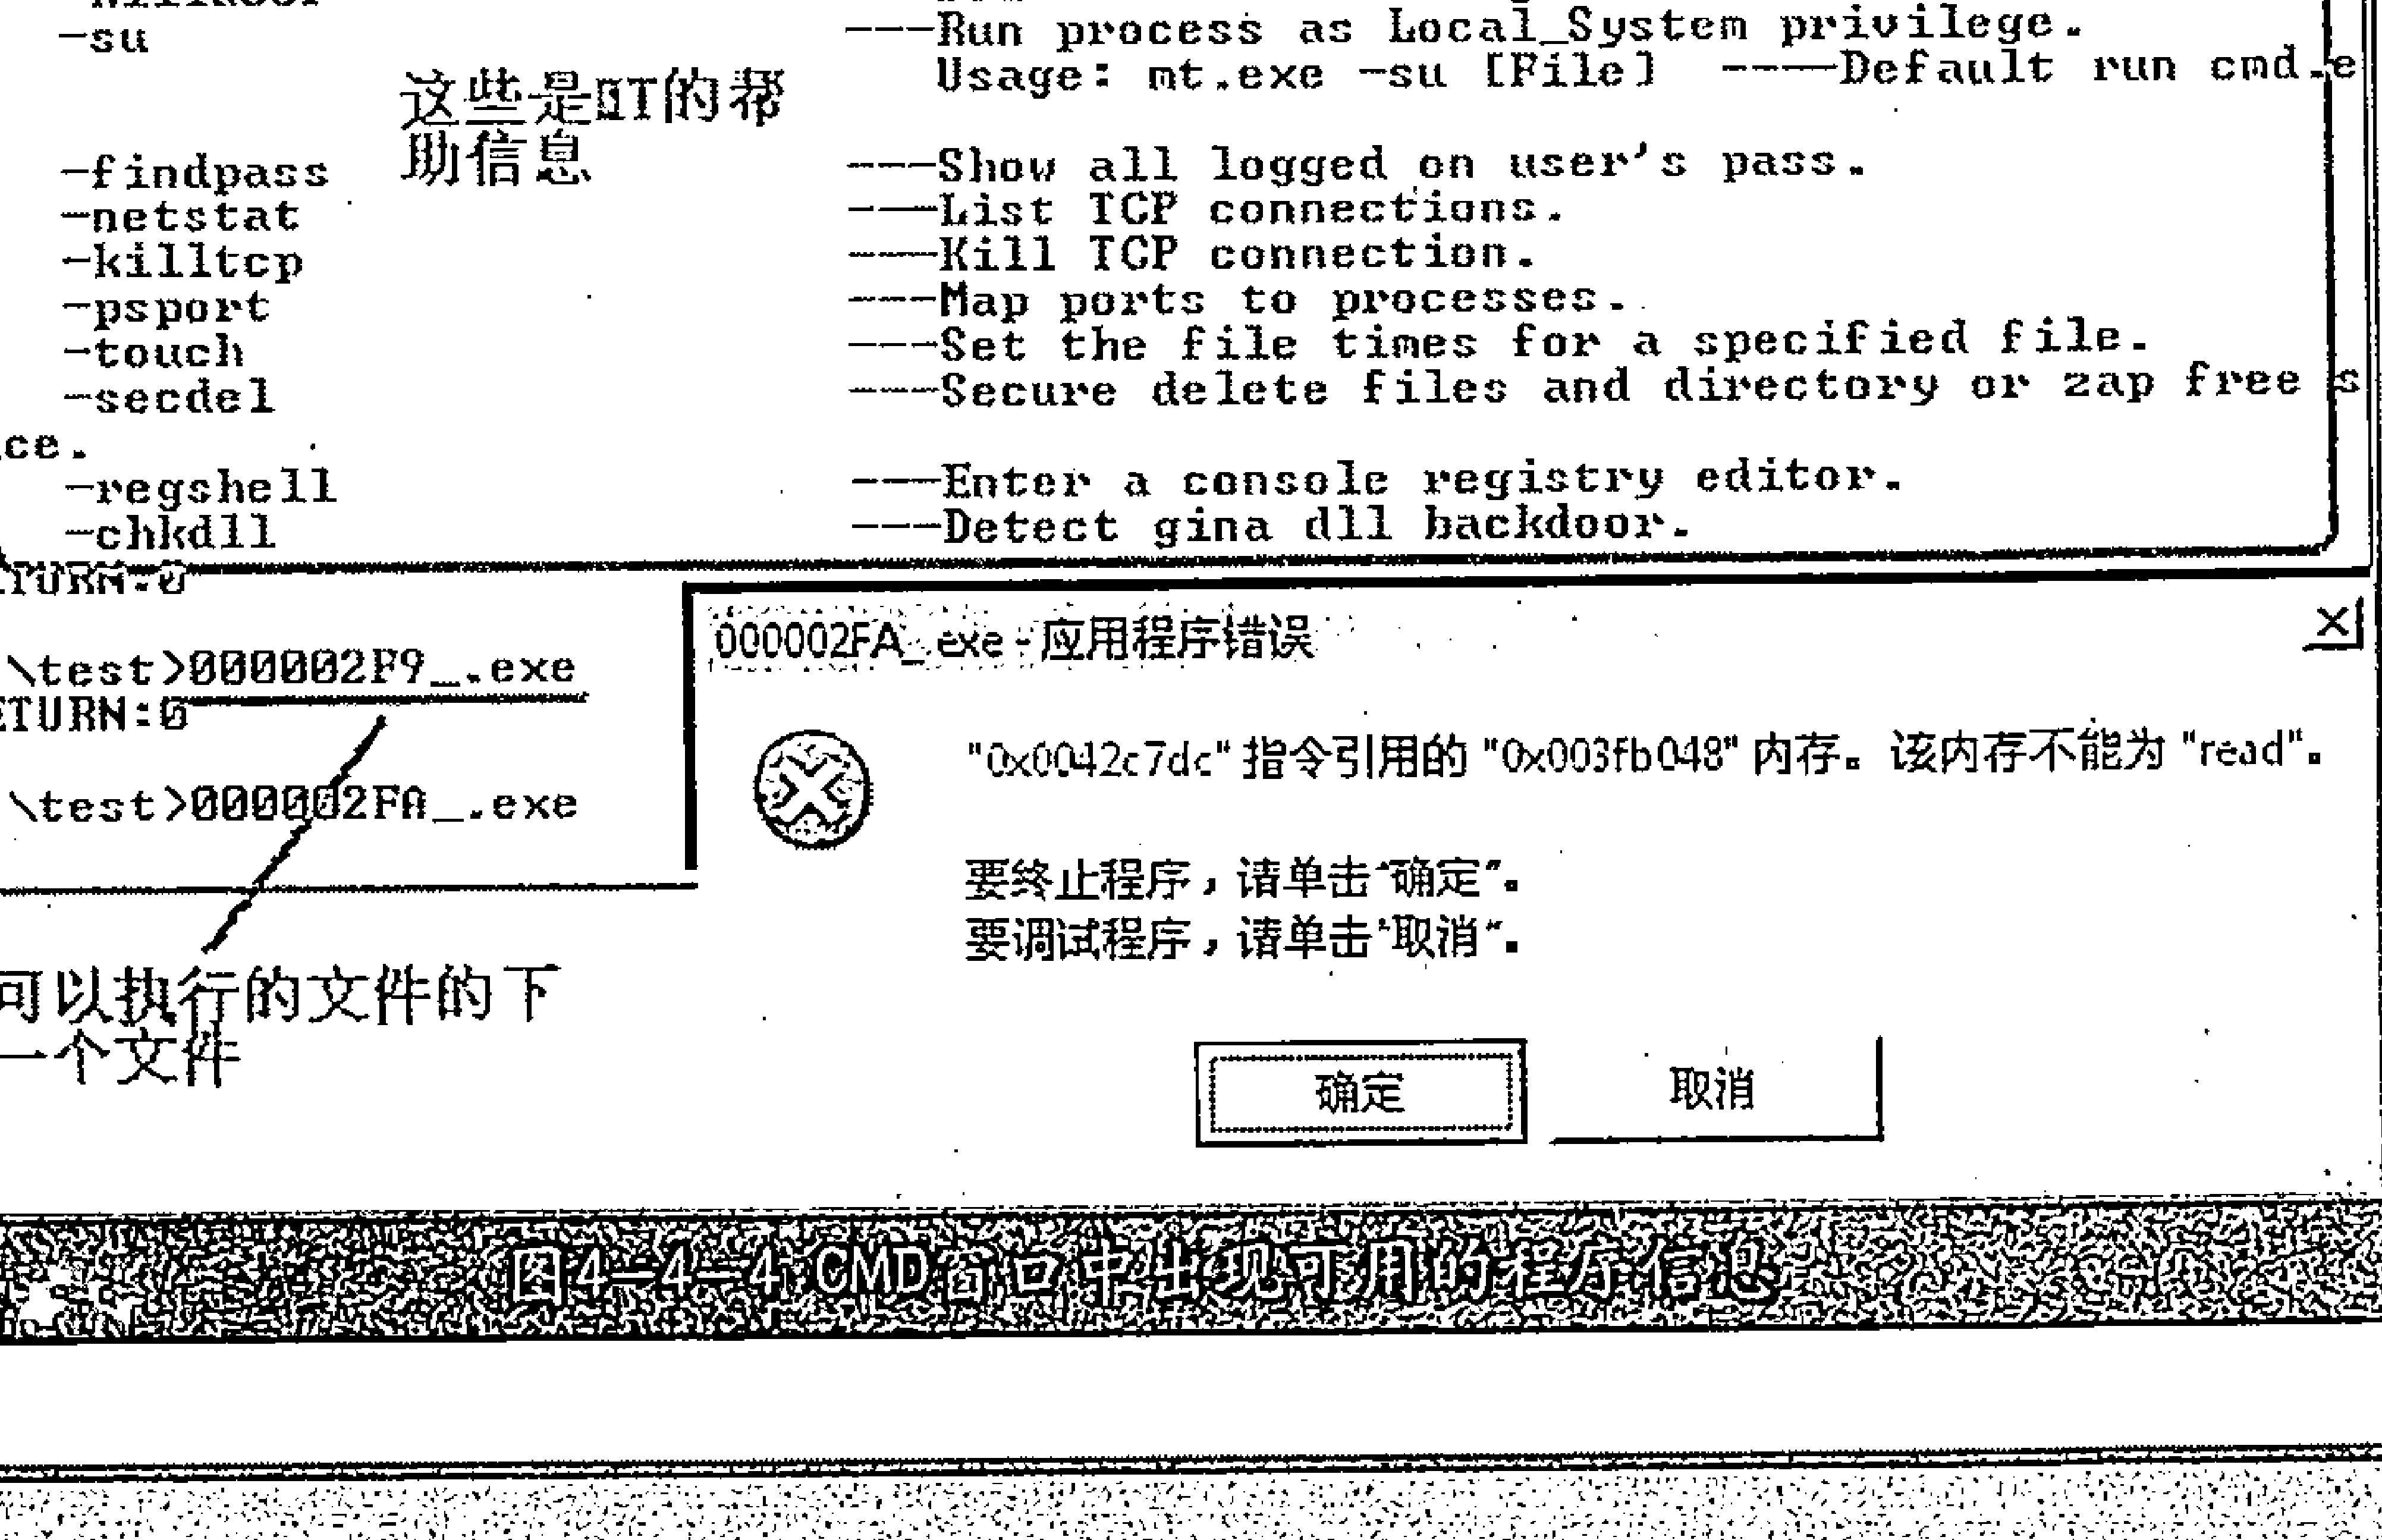 -su ---Run process as Local_System privilege.
Usage: mt.exe -su [File] ----Default run cmd.e
这些是MT的帮
助信息
-findpass ---Show all logged on user's pass.
-netstat ---List TCP connections.
-killtcp ---Kill TCP connection.
-psport ---Map ports to processes.
-touch ---Set the file times for a specified file.
-secdel ---Secure delete files and directory or zap free s
ce.
-regshell ---Enter a console registry editor.
-chkdll ---Detect gina dll backdoor.
ETURN:0
\test>000002F9_.exe
ETURN:0
\test>000002FA_.exe
可以执行的文件的下
一个文件
000002FA_.exe - 应用程序错误
"0x0042c7dc" 指令引用的 "0x003fb048" 内存。该内存不能为 "read"。
要终止程序，请单击“确定”。
要调试程序，请单击“取消”。
确定 取消
图4-4-4 CMD窗口中出现可用的程序信息